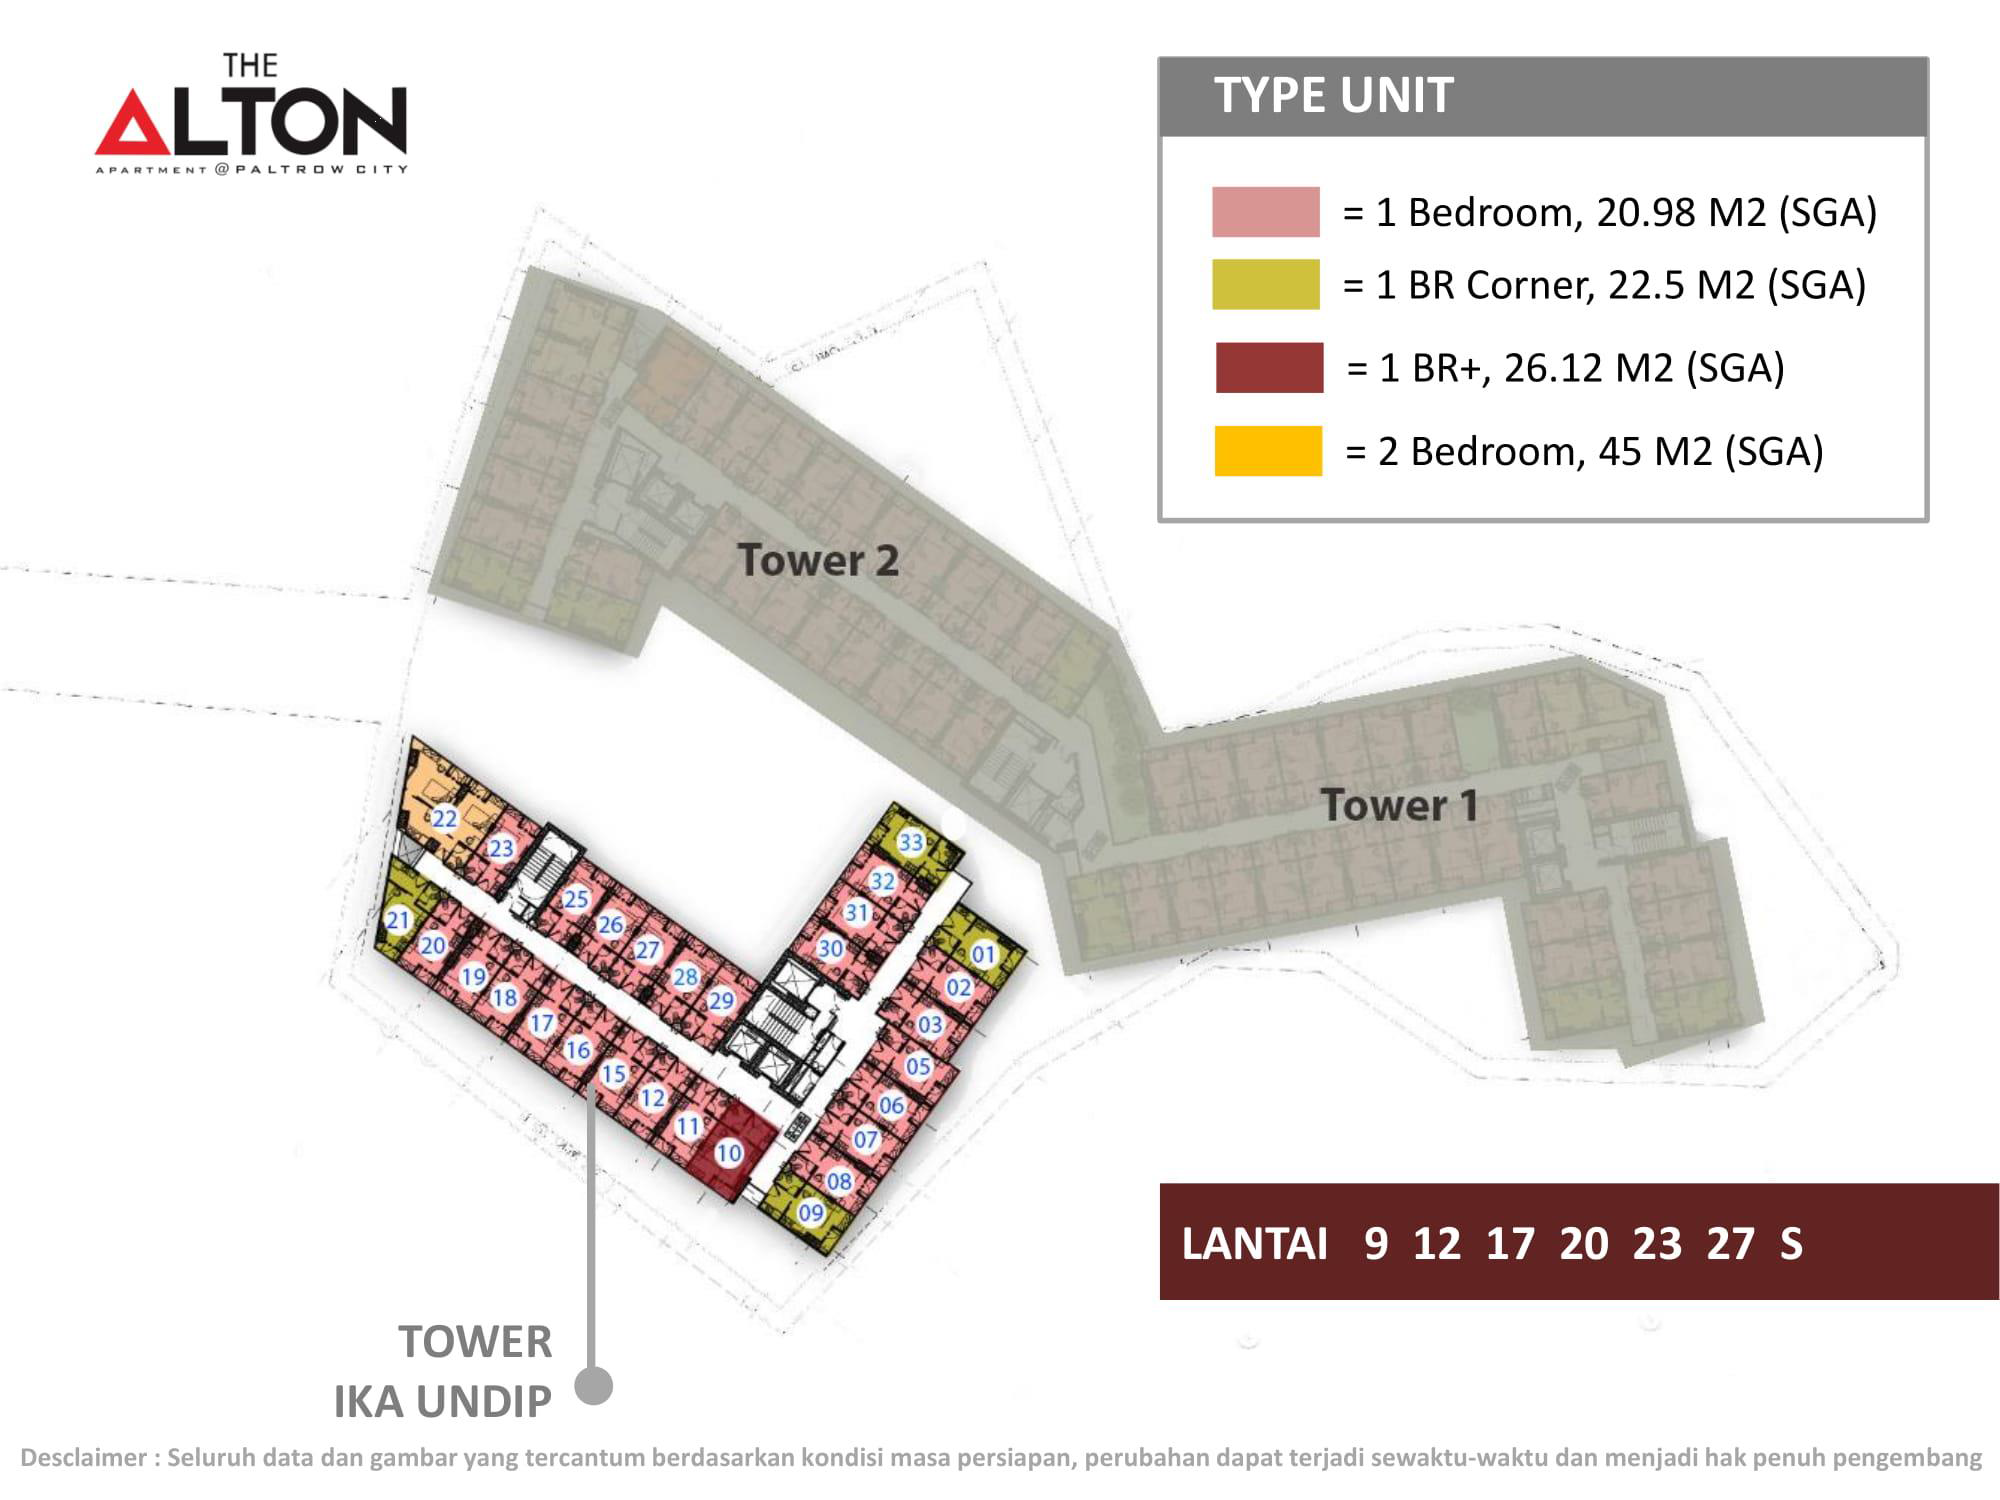 THE
ALTON
APARTMENT @ PALTROW CITY
TYPE UNIT
= 1 Bedroom, 20.98 M2 (SGA)
= 1 BR Corner, 22.5 M2 (SGA)
= 1 BR+, 26.12 M2 (SGA)
= 2 Bedroom, 45 M2 (SGA)
Tower 2
Tower 1
22
23
25
26
27
28
29
21
20
19
18
17
16
15
12
11
10
33
32
31
30
01
02
03
05
06
07
08
09
LANTAI 9 12 17 20 23 27 S
TOWER
IKA UNDIP
Desclaimer : Seluruh data dan gambar yang tercantum berdasarkan kondisi masa persiapan, perubahan dapat terjadi sewaktu-waktu dan menjadi hak penuh pengembang